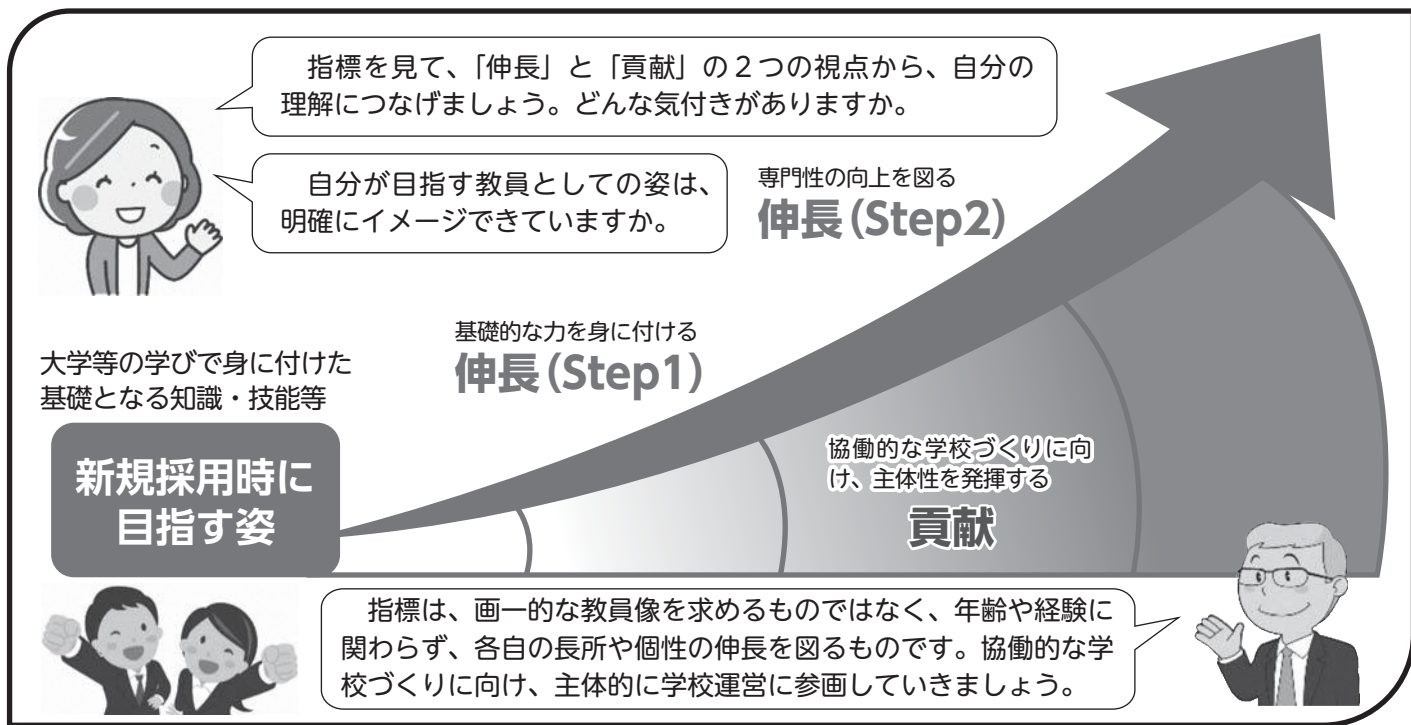 指標を見て、「伸長」と「貢献」の２つの視点から、自分の
理解につなげましょう。どんな気付きがありますか。
自分が目指す教員としての姿は、
明確にイメージできていますか。
専門性の向上を図る
伸長（Step2）
基礎的な力を身に付ける
伸長（Step1）
大学等の学びで身に付けた
基礎となる知識・技能等
新規採用時に
目指す姿
協働的な学校づくりに向
け、主体性を発揮する
貢献
指標は、画一的な教員像を求めるものではなく、年齢や経験に
関わらず、各自の長所や個性の伸長を図るものです。協働的な学
校づくりに向け、主体的に学校運営に参画していきましょう。